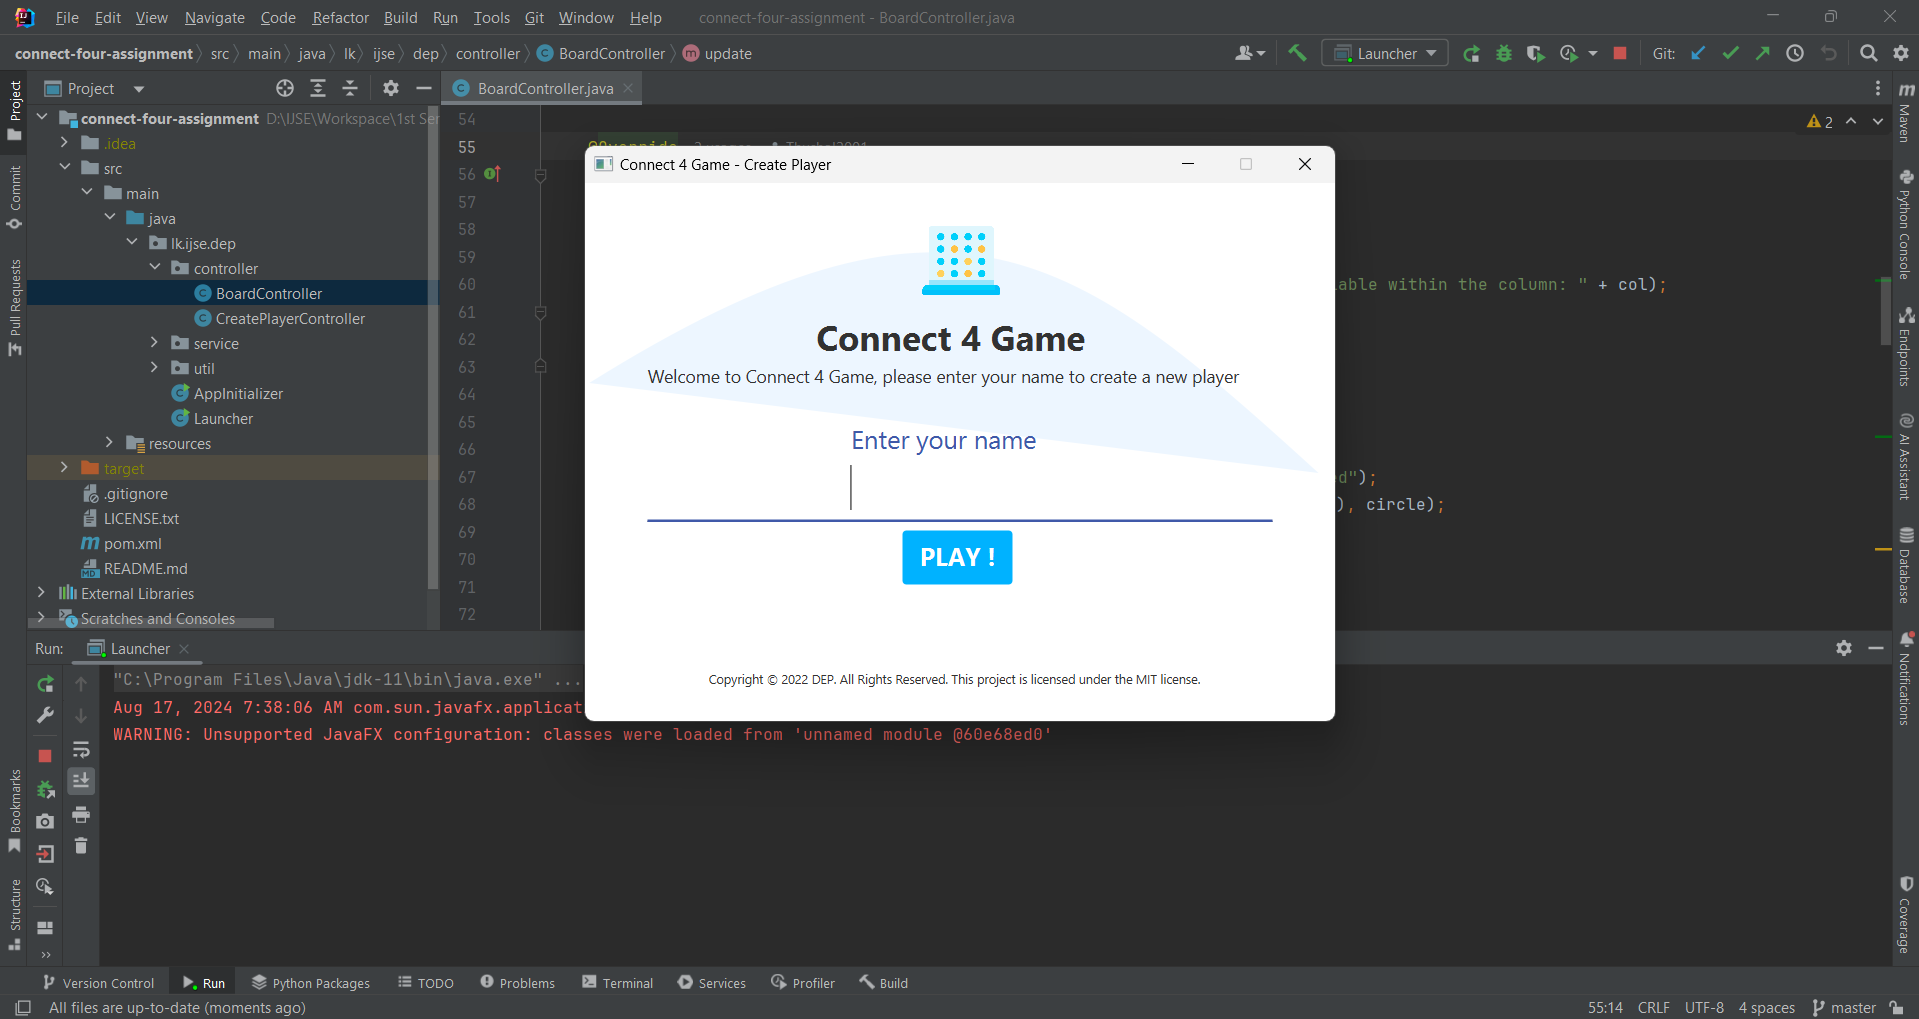 File Edit View Navigate Code Refactor Build Run Tools Git Window Help connect-four-assignment - BoardController.java
connect-four-assignment src main java lk ijse dep controller BoardController update Launcher Git:
Project BoardController.java
connect-four-assignment D:\IJSE\Workspace\1st Ser
.idea
src
main
java
lk.ijse.dep
controller
BoardController
CreatePlayerController
service
util
AppInitializer
Launcher
resources
target
.gitignore
LICENSE.txt
pom.xml
README.md
External Libraries
Scratches and Consoles
54
55
56
57
58
59
60
61
62
63
64
65
66
67
68
69
70
71
72
2
lable within the column: " + col);
d");
), circle);
Connect 4 Game - Create Player
Connect 4 Game
Welcome to Connect 4 Game, please enter your name to create a new player
Enter your name
PLAY !
Copyright © 2022 DEP. All Rights Reserved. This project is licensed under the MIT license.
Run: Launcher
"C:\Program Files\Java\jdk-11\bin\java.exe" ...
Aug 17, 2024 7:38:06 AM com.sun.javafx.applicat
WARNING: Unsupported JavaFX configuration: classes were loaded from 'unnamed module @60e68ed0'
Project
Commit
Pull Requests
Bookmarks
Structure
Maven
Python Console
Endpoints
AI Assistant
Database
Notifications
Coverage
Version Control Run Python Packages TODO Problems Terminal Services Profiler Build
All files are up-to-date (moments ago) 55:14 CRLF UTF-8 4 spaces master